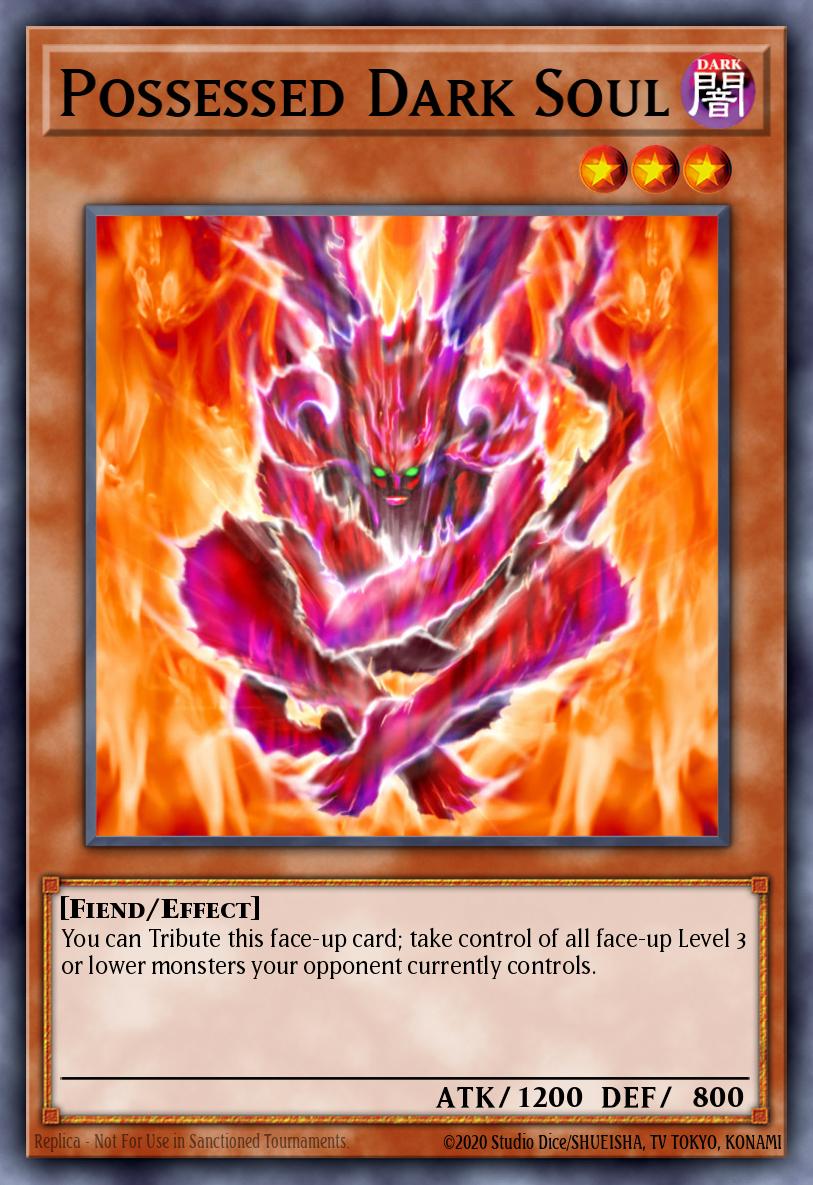 Possessed Dark Soul
DARK
闇
[Fiend/Effect]
You can Tribute this face-up card; take control of all face-up Level 3
or lower monsters your opponent currently controls.
ATK/1200 DEF/ 800
Replica - Not For Use in Sanctioned Tournaments.
©2020 Studio Dice/SHUEISHA, TV TOKYO, KONAMI